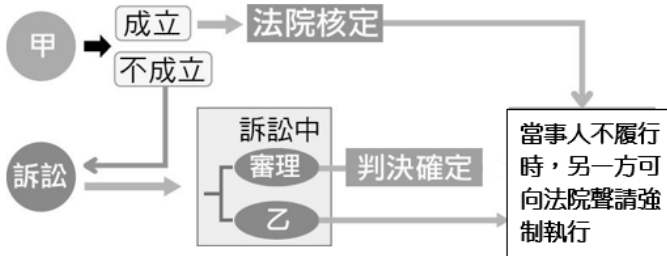 甲
成立
法院核定
不成立
訴訟
訴訟中
審理
判決確定
乙
當事人不履行
時，另一方可
向法院聲請強
制執行